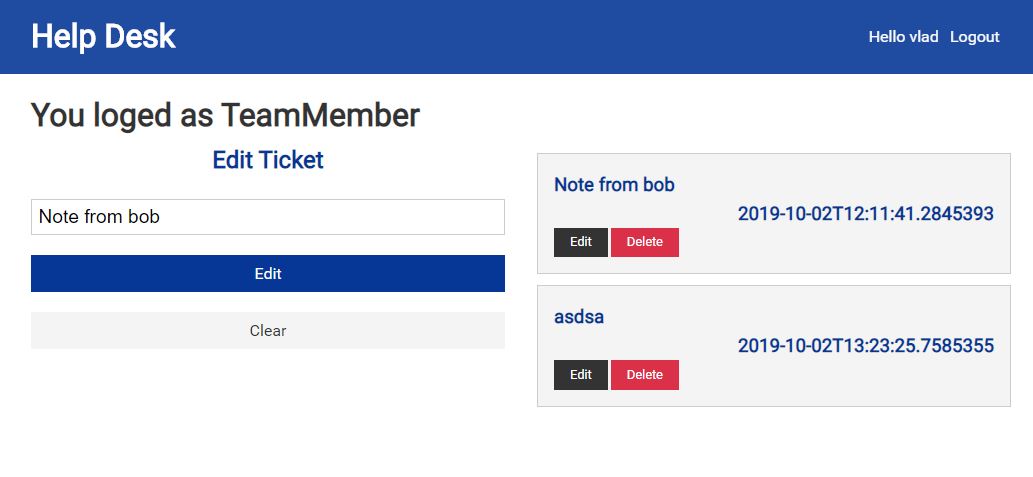 Help Desk
Hello vlad Logout
You loged as TeamMember
Edit Ticket
Note from bob
Edit
Clear
Note from bob
2019-10-02T12:11:41.2845393
Edit Delete
asdsa
2019-10-02T13:23:25.7585355
Edit Delete